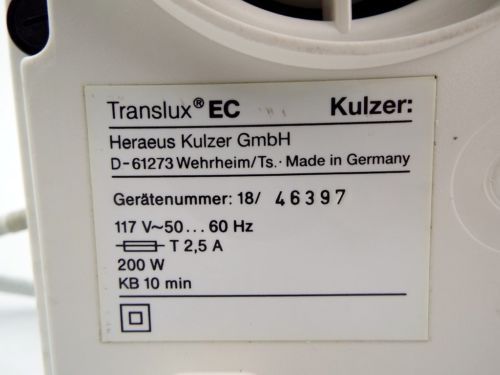 Translux® EC Kulzer:
Heraeus Kulzer GmbH
D-61273 Wehrheim/Ts.· Made in Germany
Gerätenummer: 18/ 46397
117 V~50...60 Hz
T 2,5 A
200 W
KB 10 min